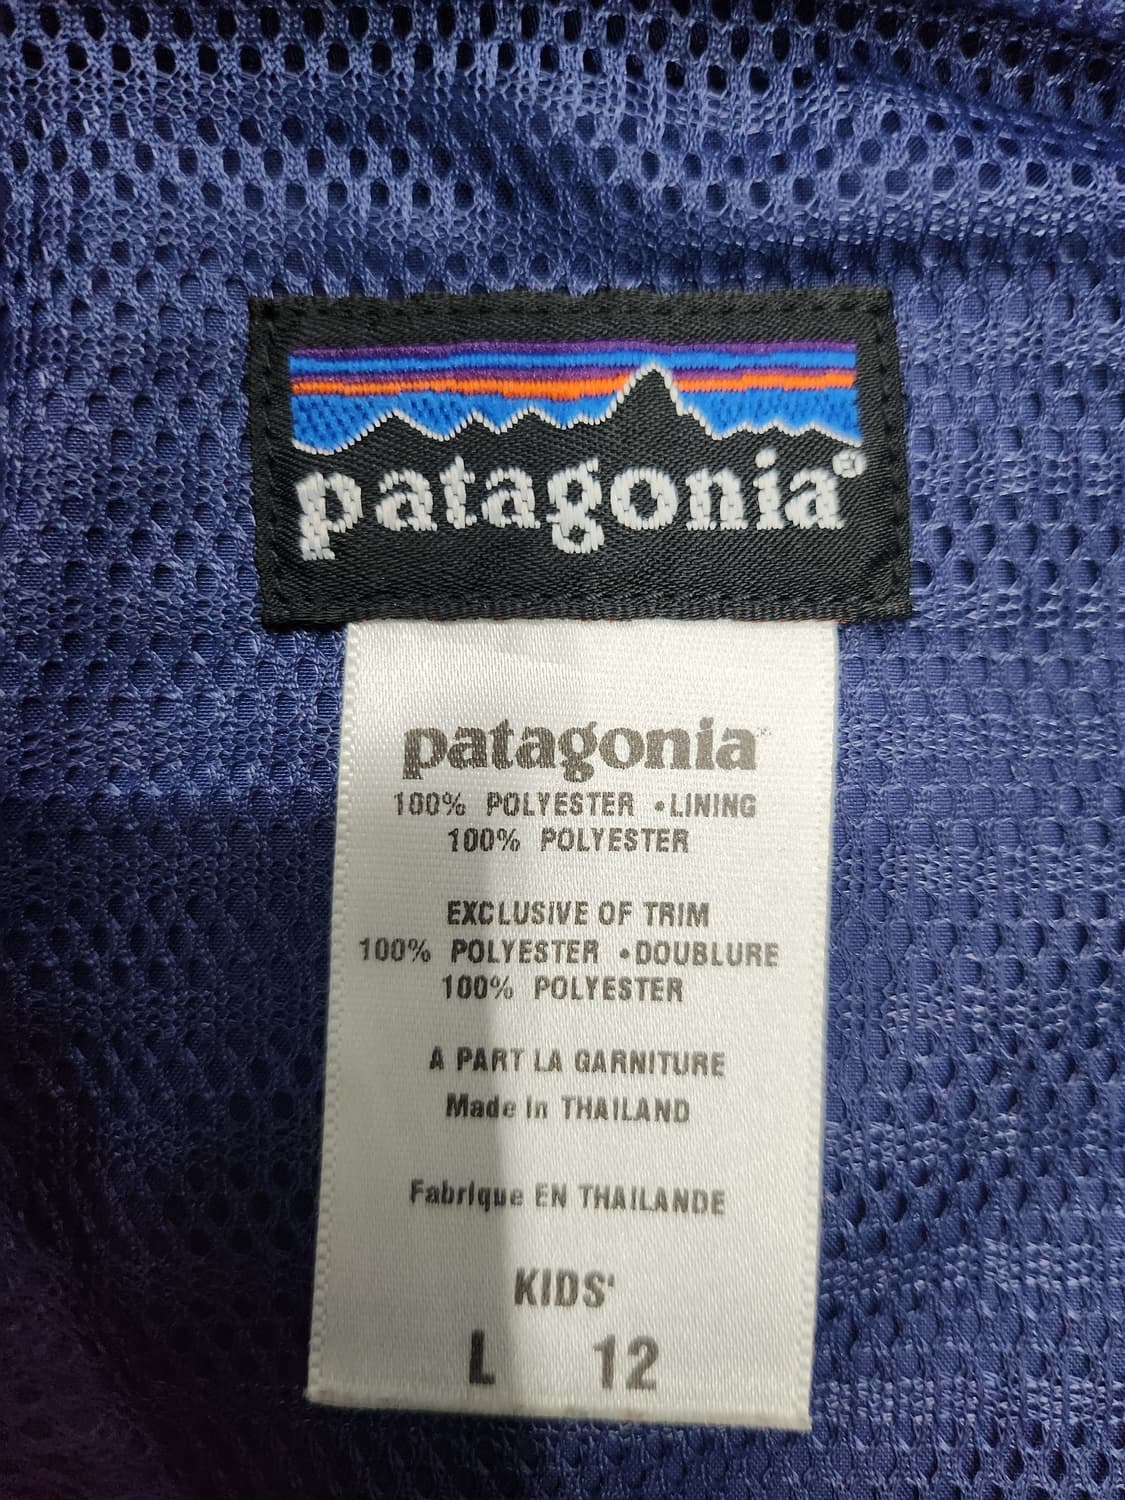 patagonia®
patagonia
100% POLYESTER •LINING
100% POLYESTER
EXCLUSIVE OF TRIM
100% POLYESTER •DOUBLURE
100% POLYESTER
A PART LA GARNITURE
Made in THAILAND
Fabrique EN THAILANDE
KIDS'
L 12